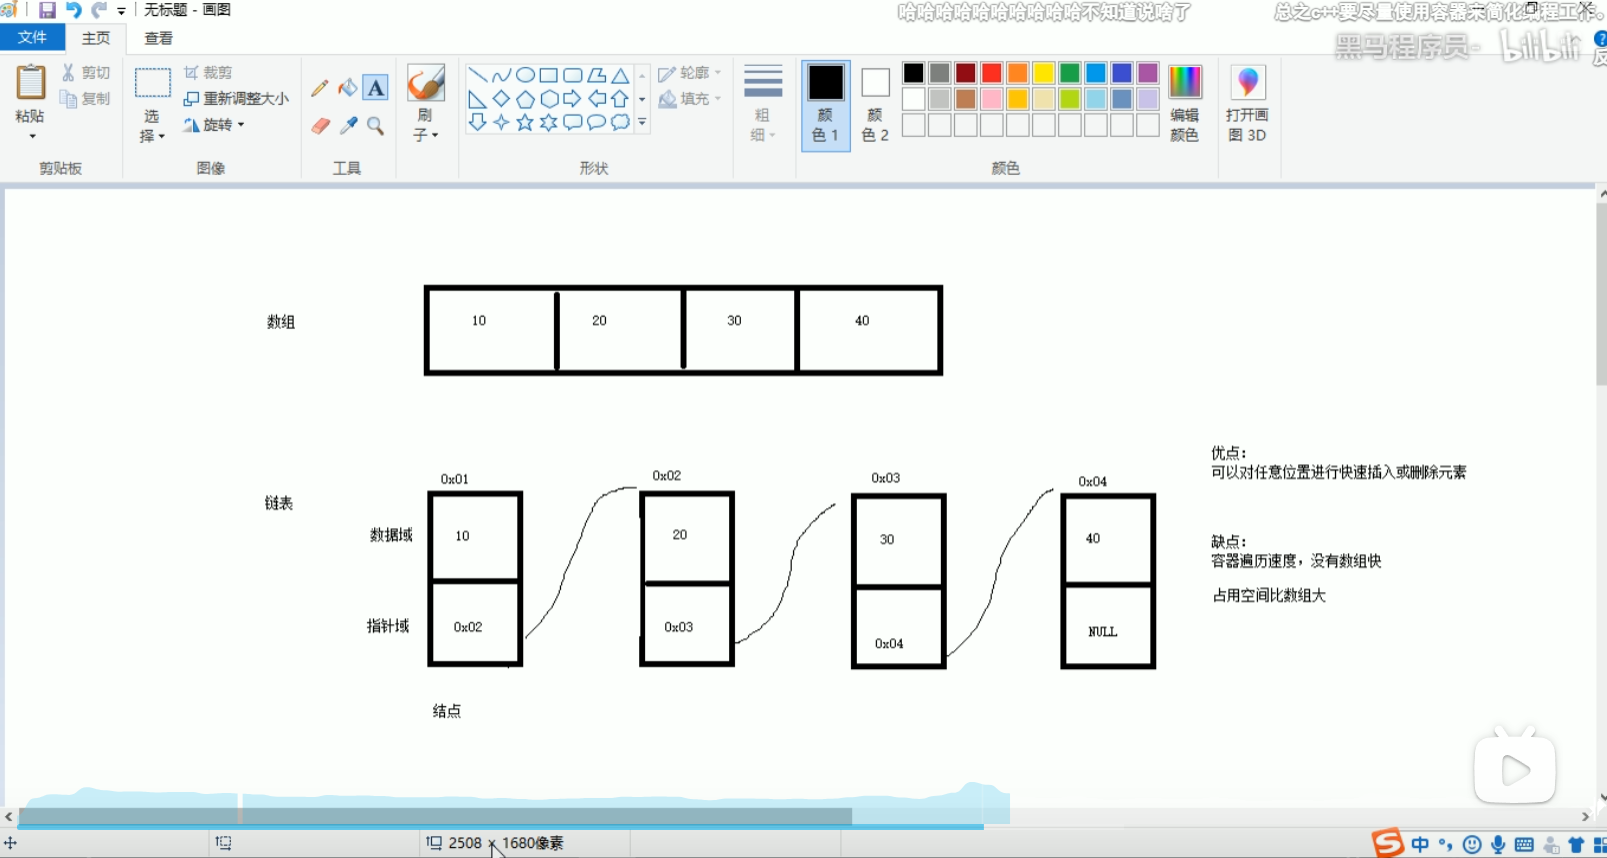 无标题 - 画图
哈哈哈哈哈哈哈哈哈哈不知道说啥了
总之c++要尽量使用容器来简化编程工作。
文件
主页
查看
黑马程序员-
bilibili
反
粘贴
剪切
复制
剪贴板
选
择
裁剪
重新调整大小
旋转
图像
A
工具
刷
子
轮廓
填充
形状
粗
细
颜
色 1
颜
色 2
编辑
颜色
颜色
打开画
图 3D
数组
10
20
30
40
优点:
可以对任意位置进行快速插入或删除元素
链表
0x01
0x02
0x03
0x04
数据域
10
20
30
40
缺点:
容器遍历速度，没有数组快
占用空间比数组大
指针域
0x02
0x03
0x04
NULL
结点
2508 × 1680像素
S
中